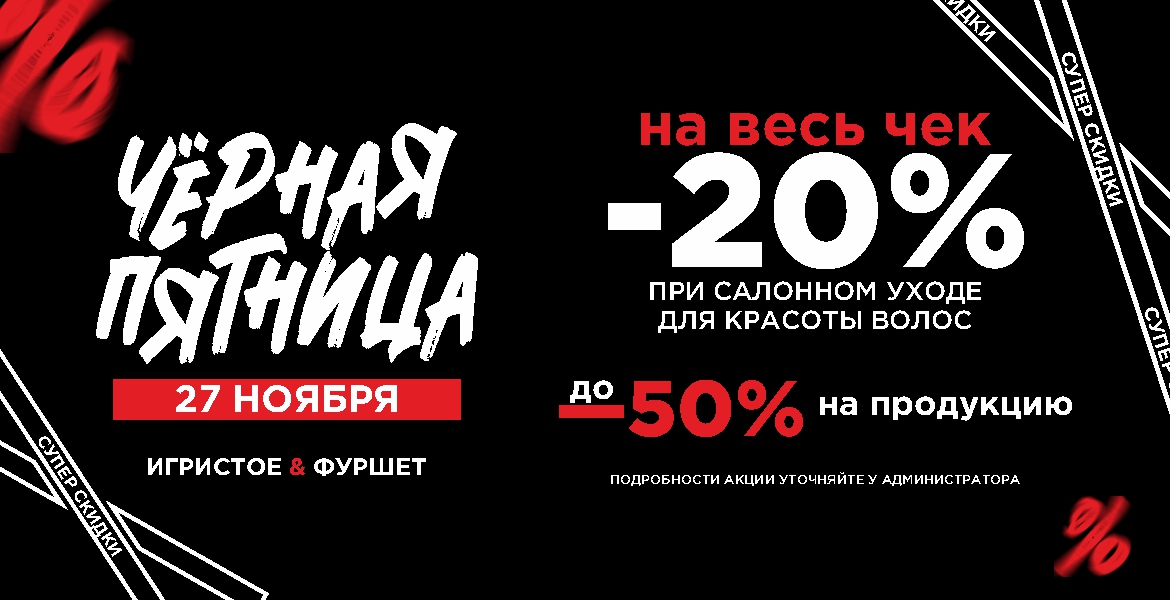 ЧЁРНАЯ
ПЯТНИЦА
27 НОЯБРЯ
ИГРИСТОЕ & ФУРШЕТ
на весь чек
-20%
ПРИ САЛОННОМ УХОДЕ
ДЛЯ КРАСОТЫ ВОЛОС
до -50% на продукцию
ПОДРОБНОСТИ АКЦИИ УТОЧНЯЙТЕ У АДМИНИСТРАТОРА
%
ИДКИ
СУПЕР СКИДКИ
СУПЕР
СУПЕР СКИДКИ
%